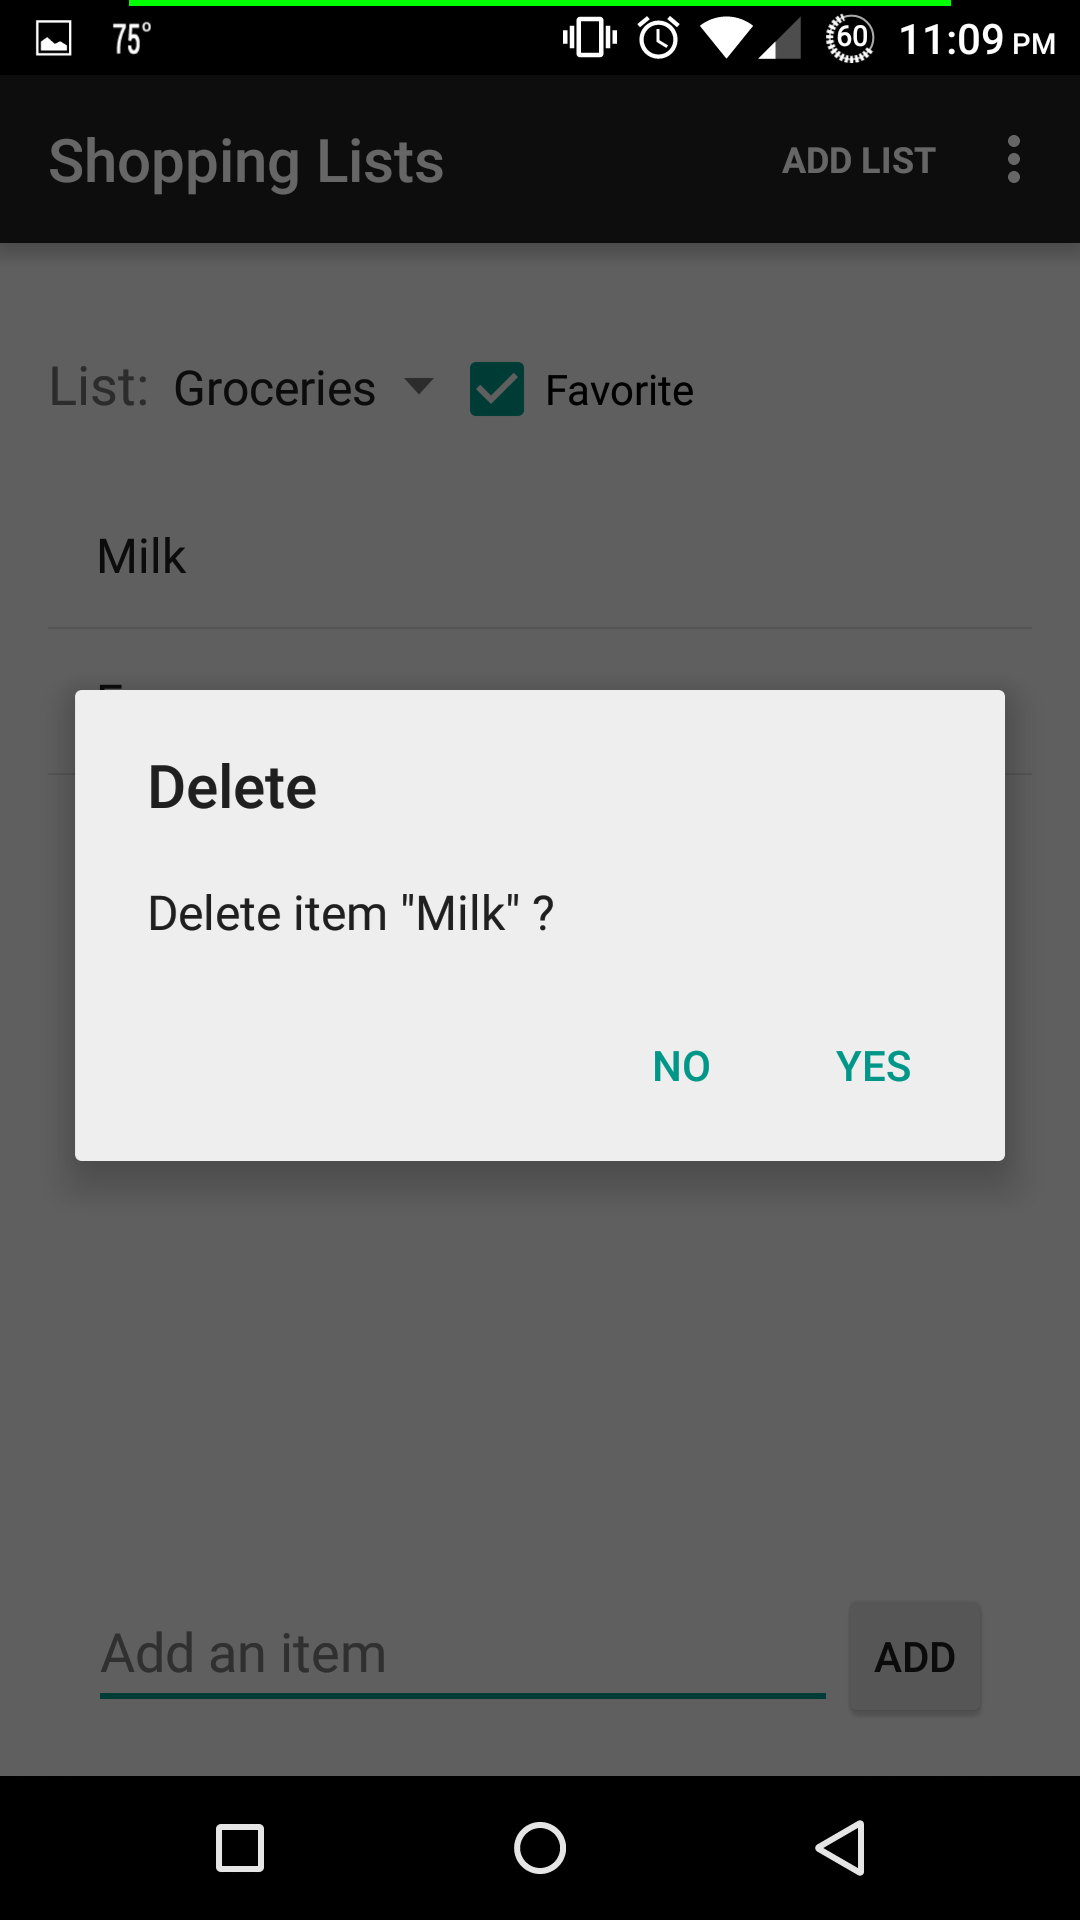 75° 60 11:09 PM
Shopping Lists ADD LIST
List: Groceries Favorite
Milk
Delete
Delete item "Milk" ?
NO YES
Add an item ADD